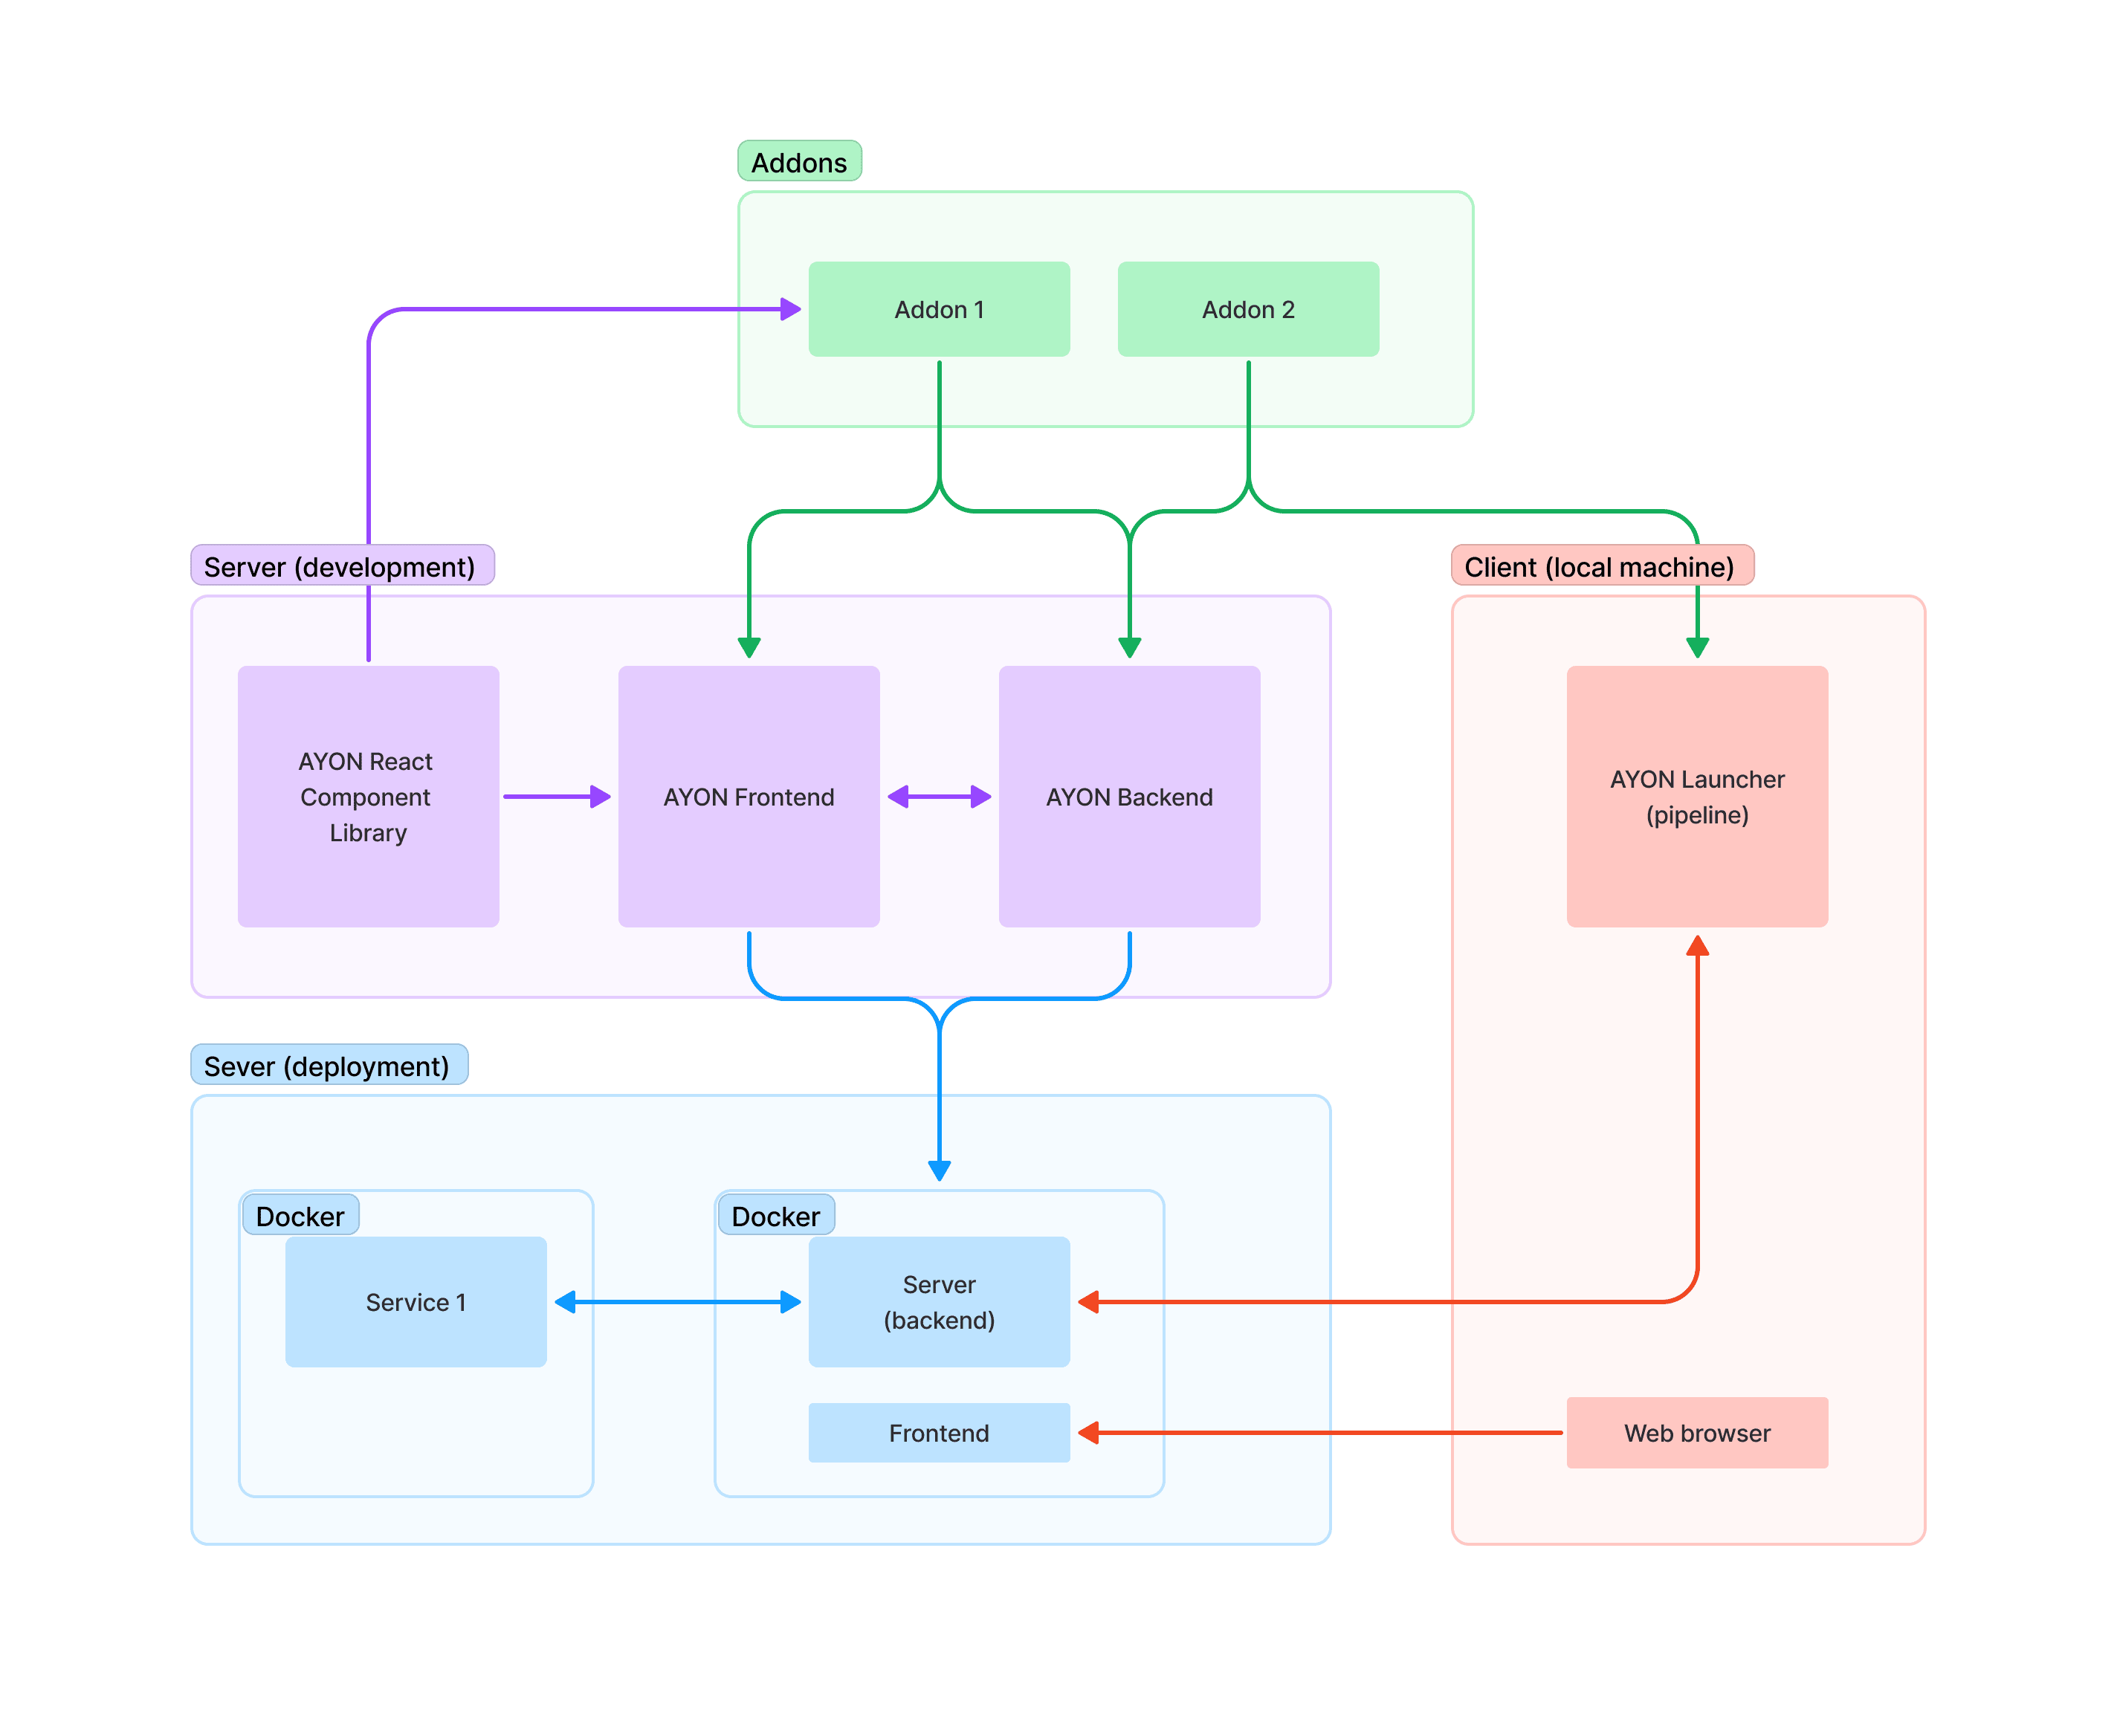 Addons
Addon 1
Addon 2
Server (development)
Client (local machine)
AYON React
Component
Library
AYON Frontend
AYON Backend
AYON Launcher
(pipeline)
Sever (deployment)
Docker
Docker
Service 1
Server
(backend)
Frontend
Web browser